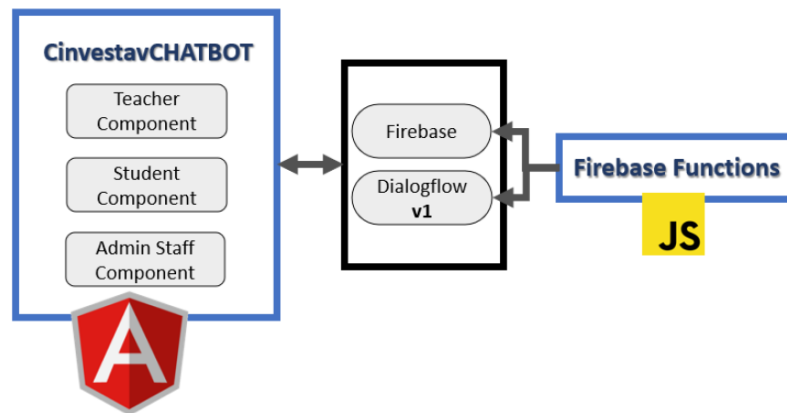 CinvestavCHATBOT
Teacher
Component
Student
Component
Admin Staff
Component
A
Firebase
Dialogflow
v1
Firebase Functions
JS